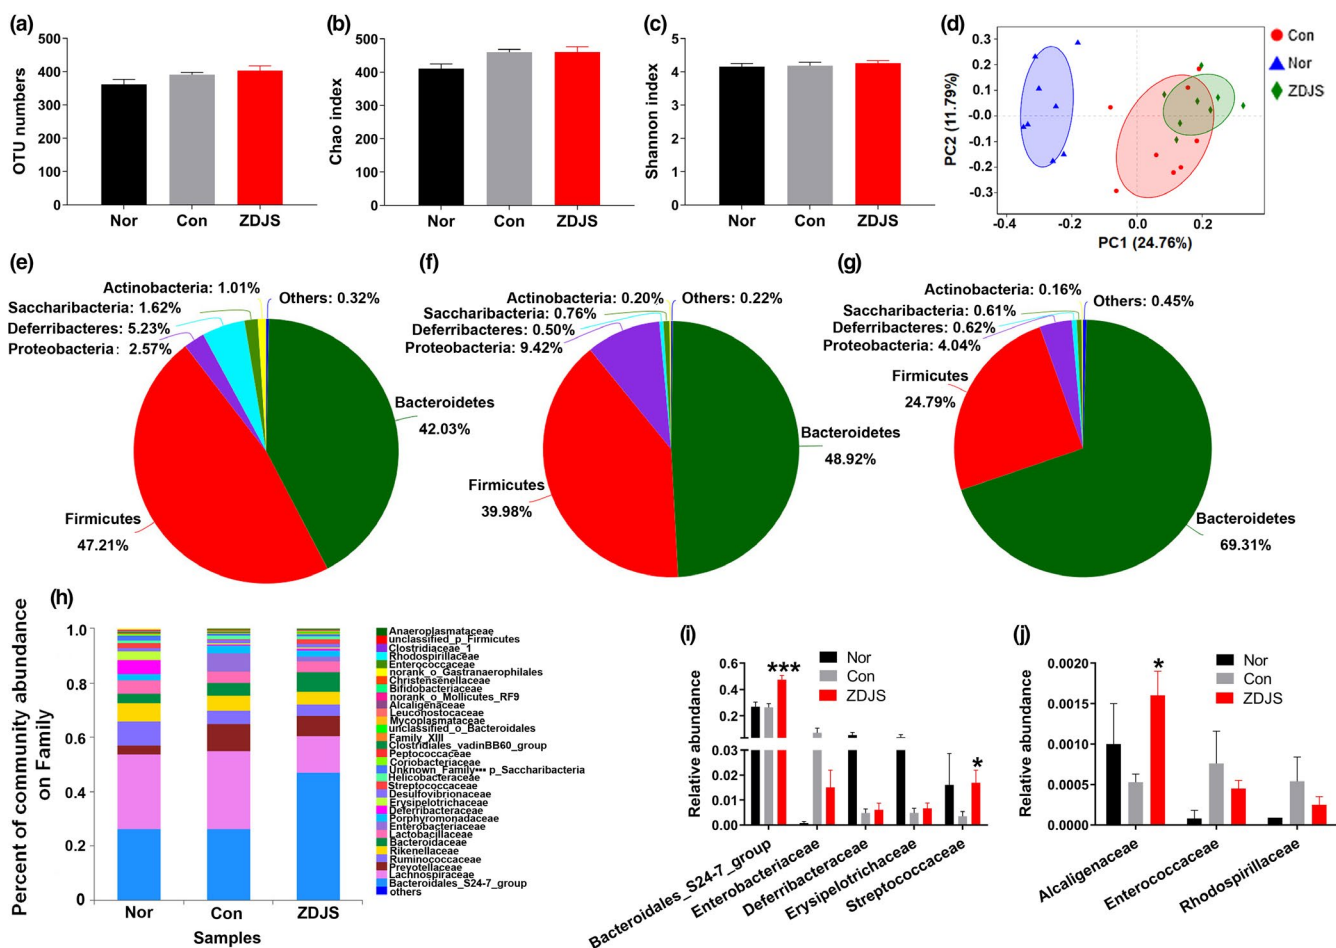 (a)
OTU numbers
500
400
300
200
100
0
Nor Con ZDJS
(b)
Chao index
500
400
300
200
100
0
Nor Con ZDJS
(c)
Shannon index
5
4
3
2
1
0
Nor Con ZDJS
(d)
PC2 (11.79%)
0.3
0.2
0.1
-0.0
-0.1
-0.2
-0.3
-0.4 -0.2 0.0 0.2
PC1 (24.76%)
Con
Nor
ZDJS
(e)
Actinobacteria: 1.01%
Saccharibacteria: 1.62%
Deferribacteres: 5.23%
Proteobacteria: 2.57%
Others: 0.32%
Bacteroidetes
42.03%
Firmicutes
47.21%
(f)
Actinobacteria: 0.20%
Saccharibacteria: 0.76%
Deferribacteres: 0.50%
Proteobacteria: 9.42%
Others: 0.22%
Bacteroidetes
48.92%
Firmicutes
39.98%
(g)
Actinobacteria: 0.16%
Saccharibacteria: 0.61%
Deferribacteres: 0.62%
Proteobacteria: 4.04%
Others: 0.45%
Firmicutes
24.79%
Bacteroidetes
69.31%
(h)
Percent of community abundance
on Family
1.0
0.8
0.6
0.4
0.2
0
Nor Con ZDJS
Samples
Anaeroplasmataceae
unclassified_p_Firmicutes
Clostridiaceae_1
Rhodospirillaceae
Enterococcaceae
norank_o_Gastranaerophilales
Christensenellaceae
Bifidobacteriaceae
norank_o_Mollicutes_RF9
Alcaligenaceae
Leuconostocaceae
Mycoplasmataceae
unclassified_o_Bacteroidales
Family_XIII
Clostridiales_vadinBB60_group
Peptococcaceae
Coriobacteriaceae
Unknown_Family••• p_Saccharibacteria
Helicobacteraceae
Streptococcaceae
Desulfovibrionaceae
Erysipelotrichaceae
Deferribacteraceae
Porphyromonadaceae
Enterobacteriaceae
Lactobacillaceae
Bacteroidaceae
Rikenellaceae
Ruminococcaceae
Prevotellaceae
Lachnospiraceae
Bacteroidales_S24-7_group
others
(i)
Relative abundance
0.6
0.4
0.2
0.03
0.02
0.01
0.00
***
*
Nor
Con
ZDJS
Bacteroidales_S24-7_group
Enterobacteriaceae
Deferribacteraceae
Erysipelotrichaceae
Streptococcaceae
(j)
Relative abundance
0.0020
0.0015
0.0010
0.0005
0.0000
*
Nor
Con
ZDJS
Alcaligenaceae
Enterococcaceae
Rhodospirillaceae